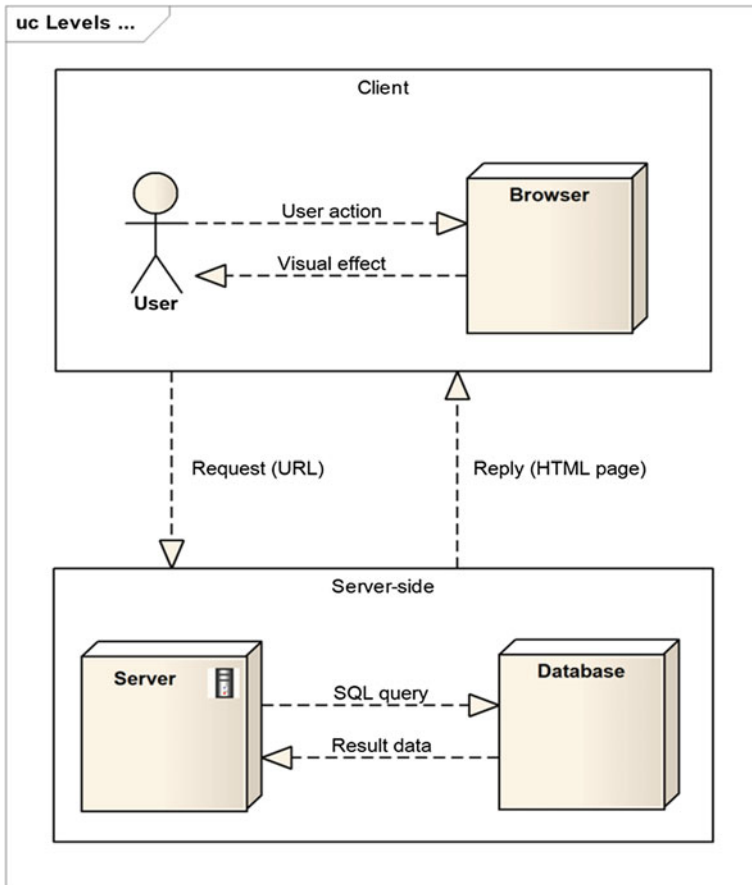 uc Levels ...
Client
Browser
User action
Visual effect
User
Request (URL)
Reply (HTML page)
Server-side
Server
Database
SQL query
Result data